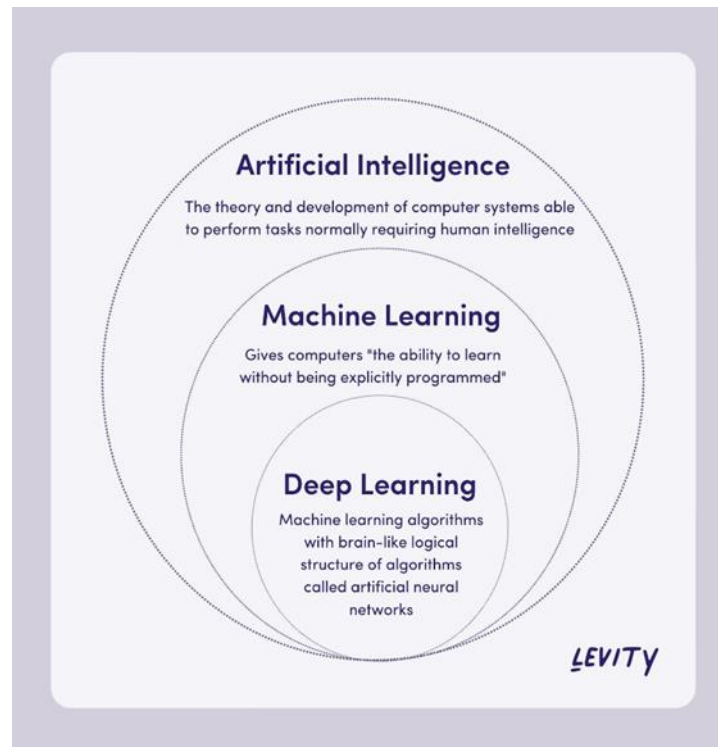 Artificial Intelligence
The theory and development of computer systems able
to perform tasks normally requiring human intelligence
Machine Learning
Gives computers "the ability to learn
without being explicitly programmed"
Deep Learning
Machine learning algorithms
with brain-like logical
structure of algorithms
called artificial neural
networks
LEVITY